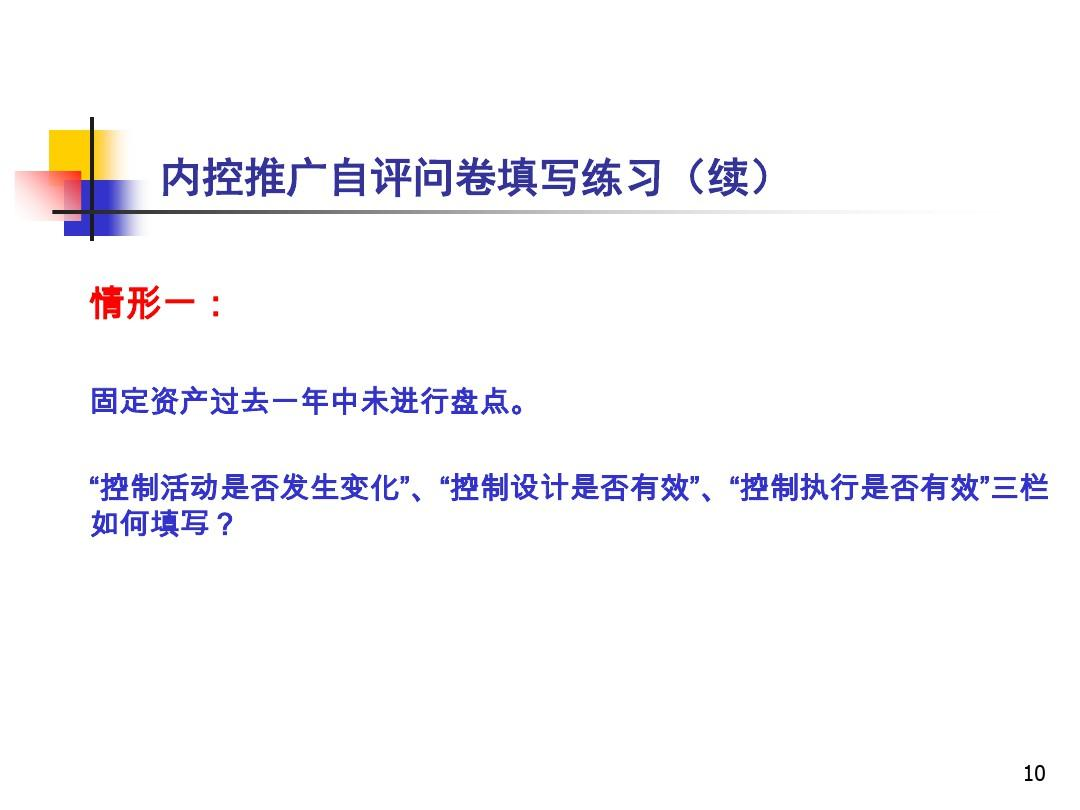 内控推广自评问卷填写练习（续）
情形一：
固定资产过去一年中未进行盘点。
“控制活动是否发生变化”、“控制设计是否有效”、“控制执行是否有效”三栏
如何填写？
10